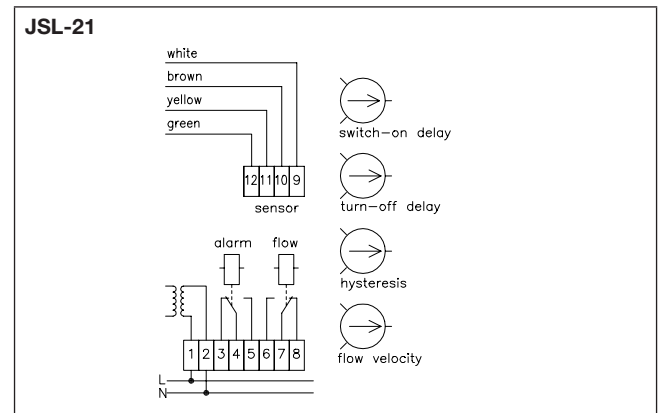 JSL-21
white
brown
yellow
green
12 11 10 9
sensor
switch-on delay
turn-off delay
hysteresis
flow velocity
alarm flow
1 2 3 4 5 6 7 8
L
N